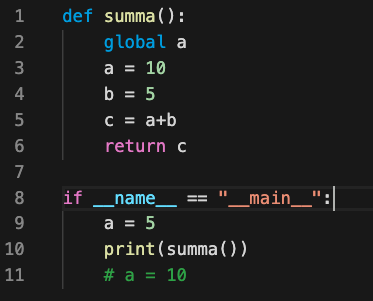 1 def summa():
2     global a
3     a = 10
4     b = 5
5     c = a+b
6     return c
7
8 if __name__ == "__main__":
9     a = 5
10     print(summa())
11     # a = 10